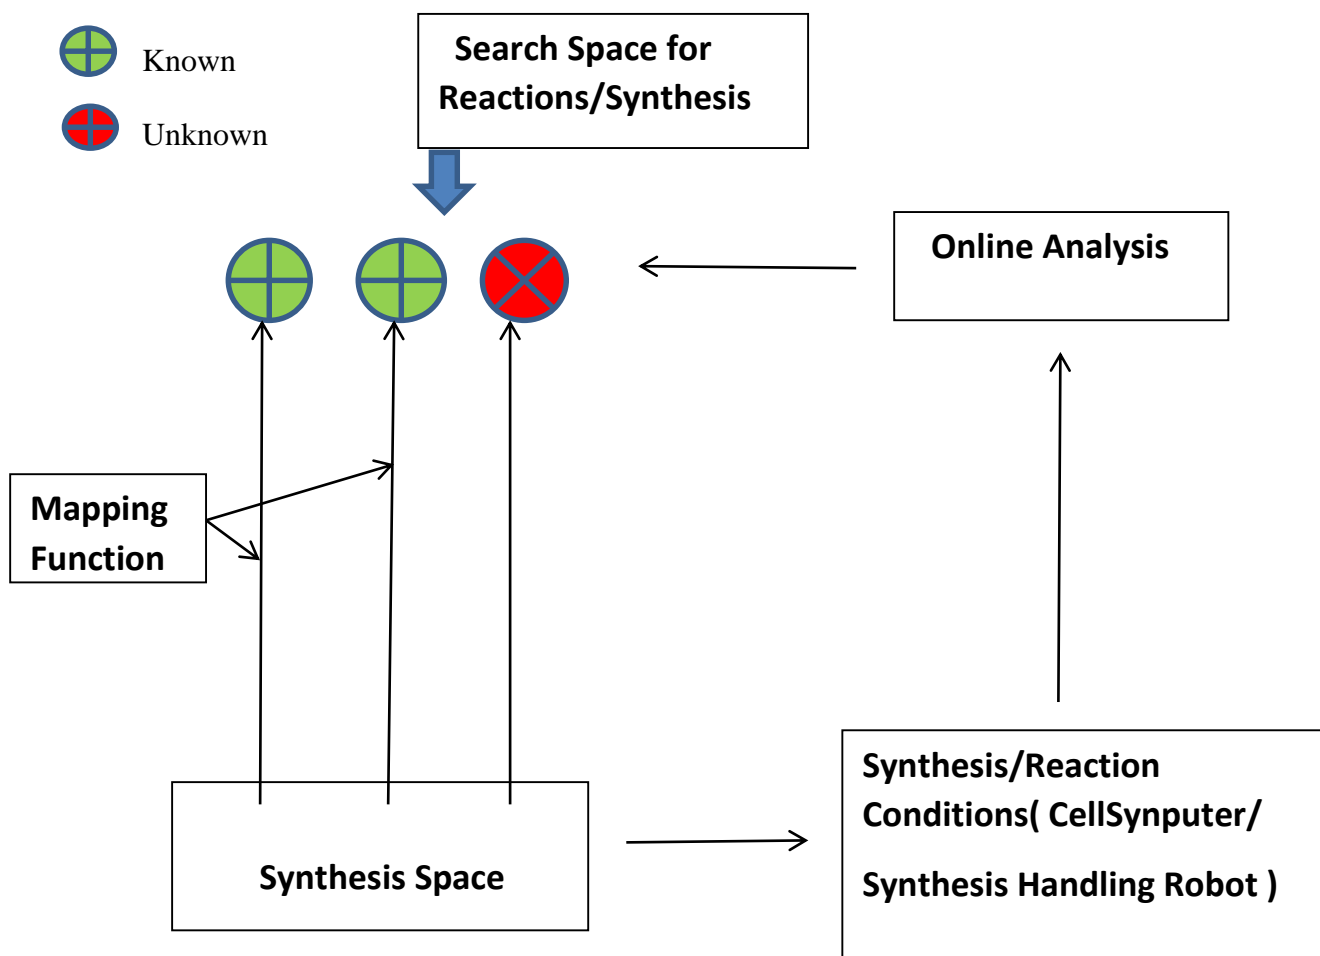 Known
Unknown
Search Space for
Reactions/Synthesis
Online Analysis
Mapping
Function
Synthesis Space
Synthesis/Reaction
Conditions( CellSynputer/
Synthesis Handling Robot )